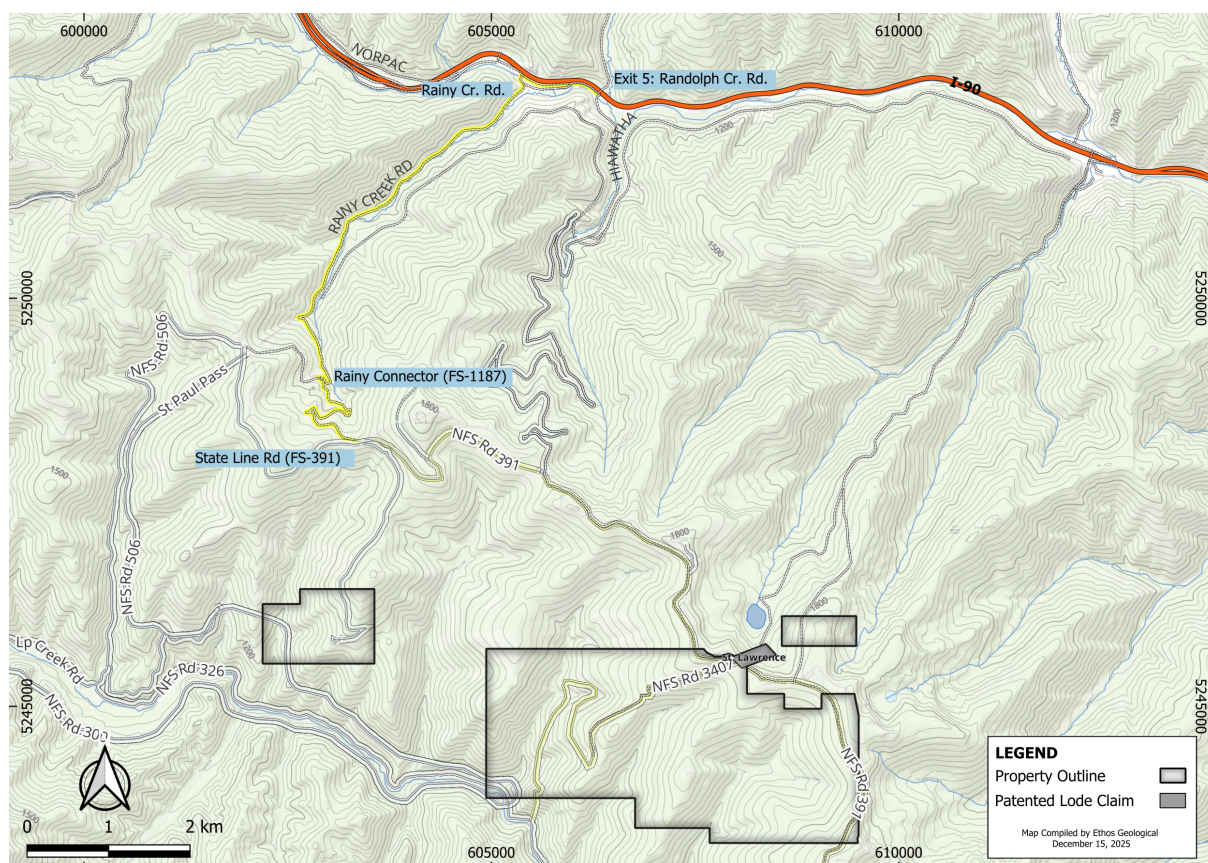 600000
605000
610000
NORPAC
Exit 5: Randolph Cr. Rd.
Rainy Cr. Rd.
I-90
1200
HIAWATHA
RAINY CREEK RD
1500
5250000
5250000
NFS Rd 506
St Paul Pass
Rainy Connector (FS-1187)
1800
NFS Rd 391
State Line Rd (FS-391)
1500
1800
NFS Rd 506
1800
Lp Creek Rd
1200
NFS Rd 326
St. Lawrence
NFS Rd 3407
5245000
5245000
NFS Rd 300
NFS Rd 391
LEGEND
Property Outline
Patented Lode Claim
Map Compiled by Ethos Geological
December 15, 2025
1500
0 1 2 km
605000
610000